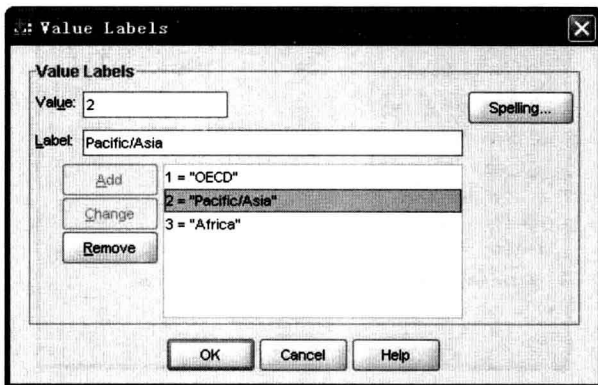 Value Labels
Value Labels
Value: 2
Spelling...
Label: Pacific/Asia
Add
1 = "OECD"
Change
2 = "Pacific/Asia"
Remove
3 = "Africa"
OK
Cancel
Help